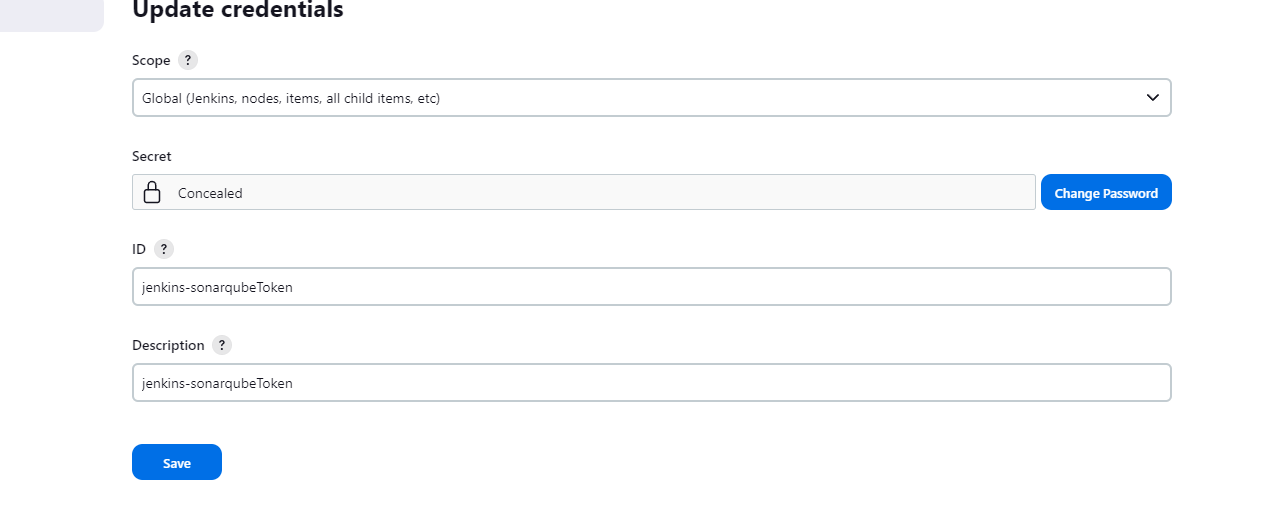 Update credentials
Scope ?
Global (Jenkins, nodes, items, all child items, etc)
Secret
Concealed
Change Password
ID ?
jenkins-sonarqubeToken
Description ?
jenkins-sonarqubeToken
Save